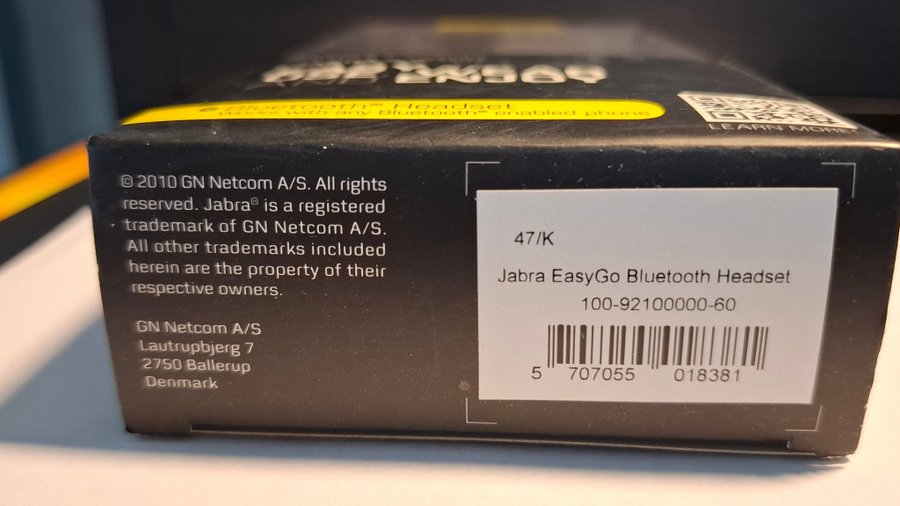 Bluetooth® Headset
Works with any Bluetooth® enabled phone
LEARN MORE
© 2010 GN Netcom A/S. All rights
reserved. Jabra® is a registered
trademark of GN Netcom A/S.
All other trademarks included
herein are the property of their
respective owners.
GN Netcom A/S
Lautrupbjerg 7
2750 Ballerup
Denmark
47/K
Jabra EasyGo Bluetooth Headset
100-92100000-60
5 707055 018381